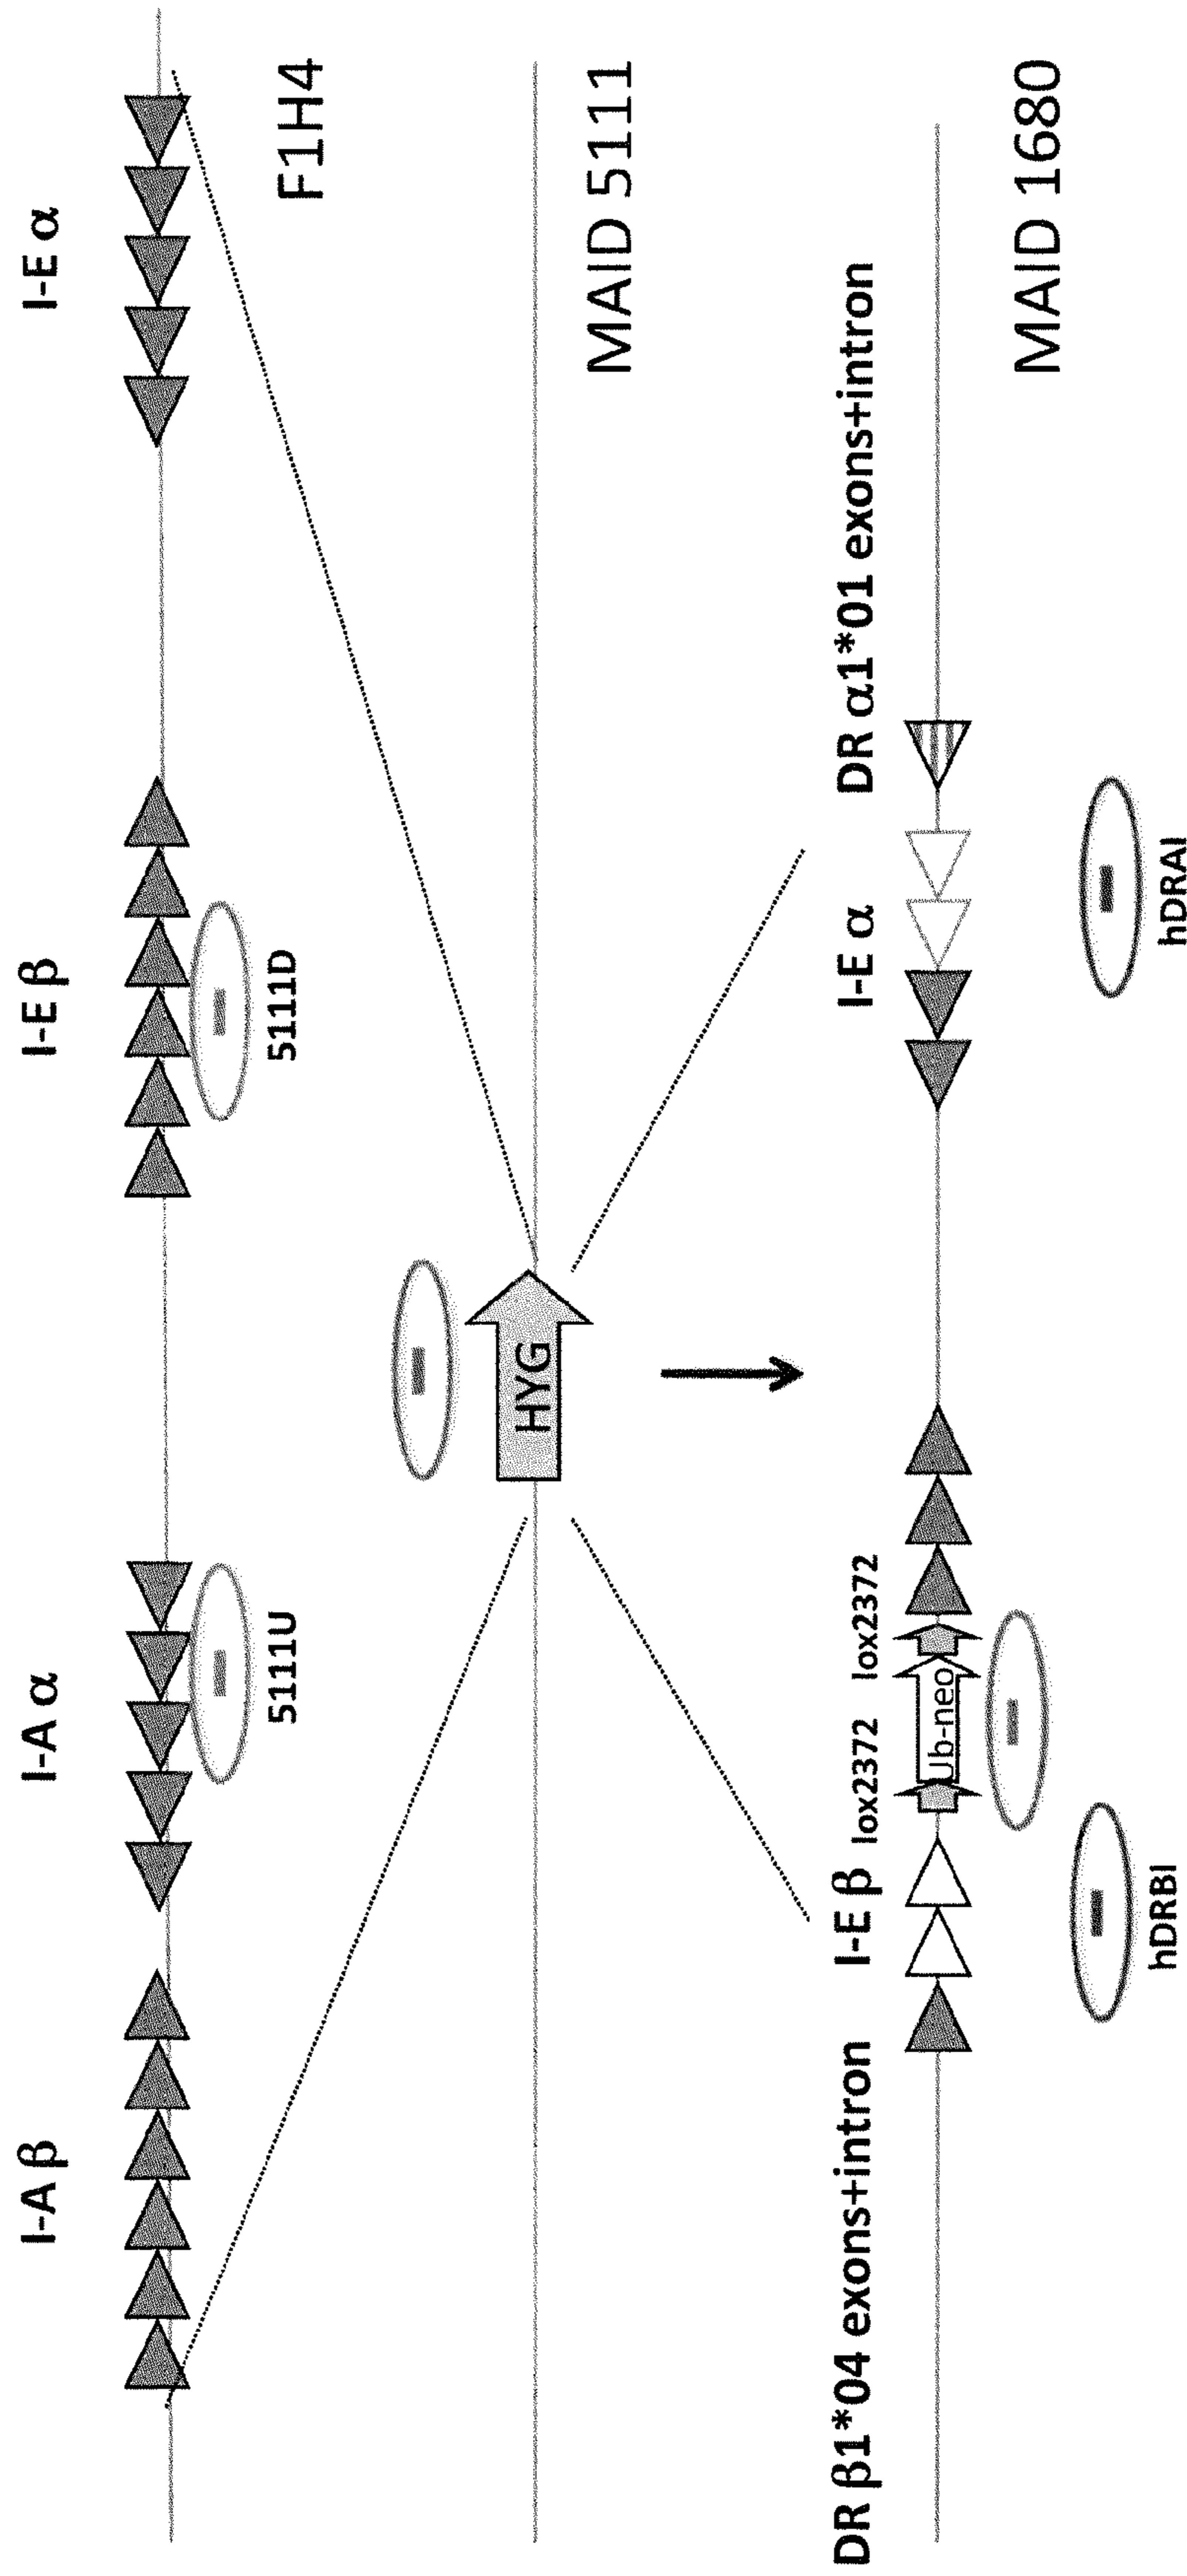 I-A β
I-A α
I-E β
I-E α
5111U
5111D
F1H4
HYG
MAID 5111
DR β1*04 exons+intron
I-E β
lox2372
lox2372
I-E α
DR α1*01 exons+intron
Ub-neo
MAID 1680
hDRBI
hDRAI